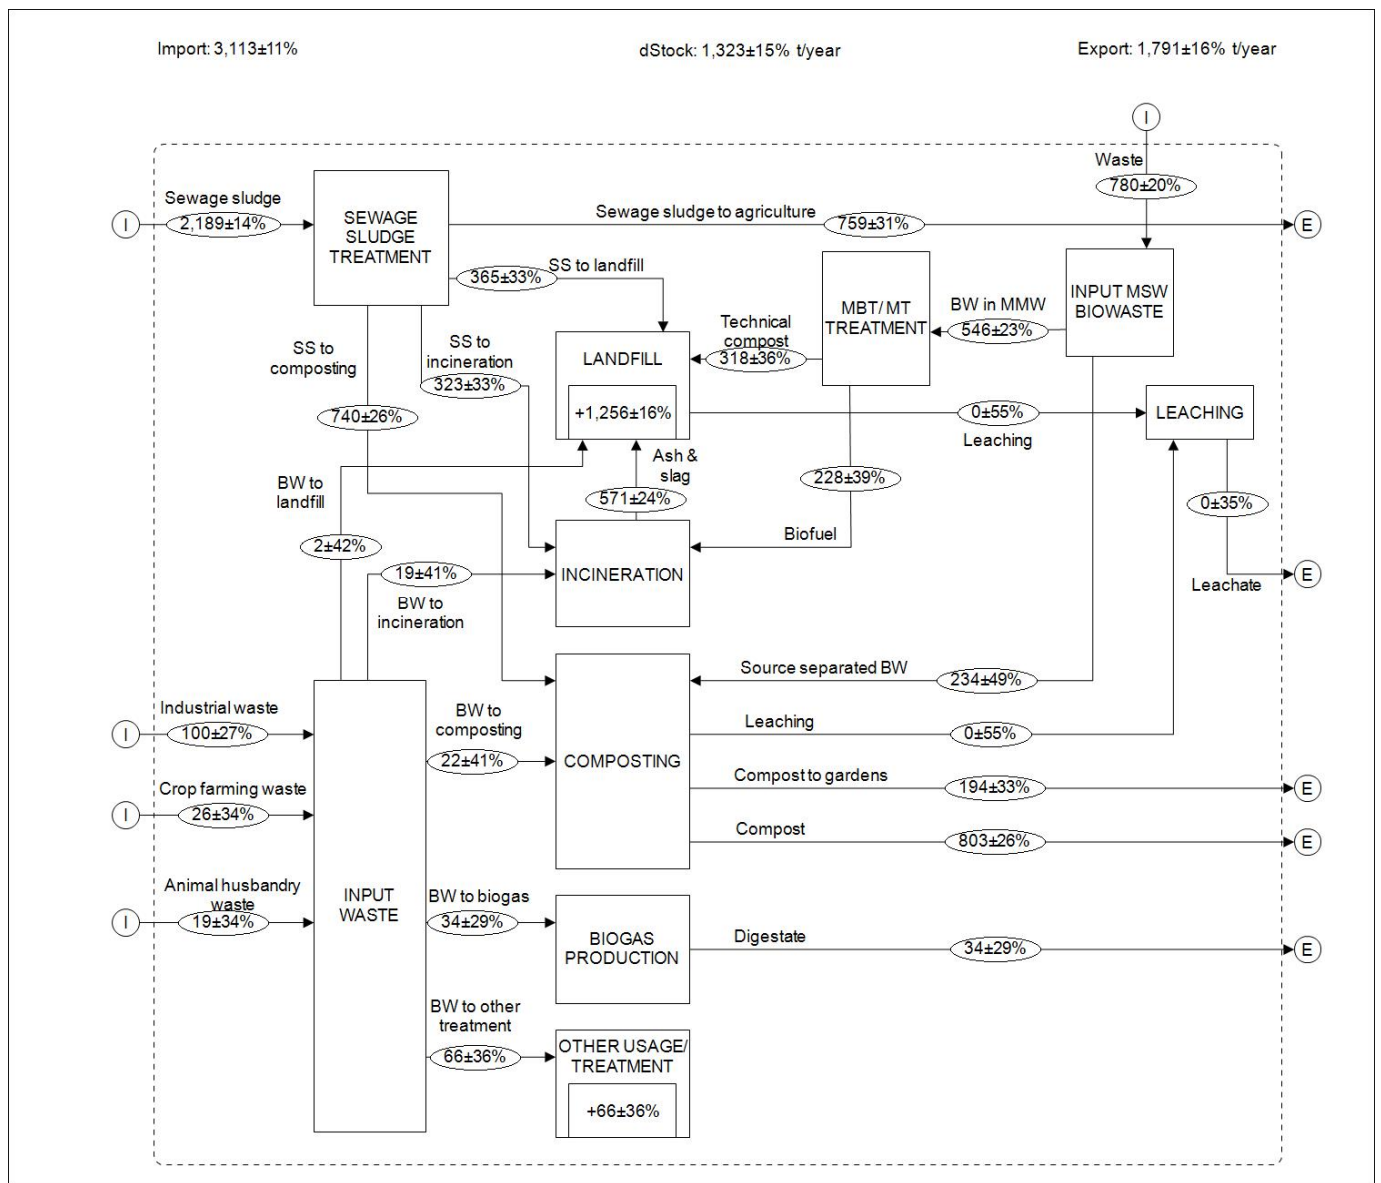 Import: 3,113±11%
dStock: 1,323±15% t/year
Export: 1,791±16% t/year
I
Waste
780±20%
Sewage sludge
I
2,189±14%
SEWAGE
SLUDGE
TREATMENT
Sewage sludge to agriculture
759±31%
E
SS to landfill
365±33%
MBT/ MT
TREATMENT
BW in MMW
546±23%
INPUT MSW
BIOWASTE
SS to
composting
SS to
incineration
323±33%
740±26%
LANDFILL
+1,256±16%
Technical
compost
318±36%
0±55%
Leaching
LEACHING
BW to
landfill
2±42%
Ash &
slag
571±24%
228±39%
Biofuel
0±35%
Leachate
E
INCINERATION
19±41%
BW to
incineration
Source separated BW
234±49%
Industrial waste
I
100±27%
BW to
composting
22±41%
COMPOSTING
Leaching
0±55%
Crop farming waste
I
26±34%
Compost to gardens
194±33%
E
Compost
803±26%
E
Animal husbandry
waste
I
19±34%
INPUT
WASTE
BW to biogas
34±29%
BIOGAS
PRODUCTION
Digestate
34±29%
E
BW to other
treatment
66±36%
OTHER USAGE/
TREATMENT
+66±36%